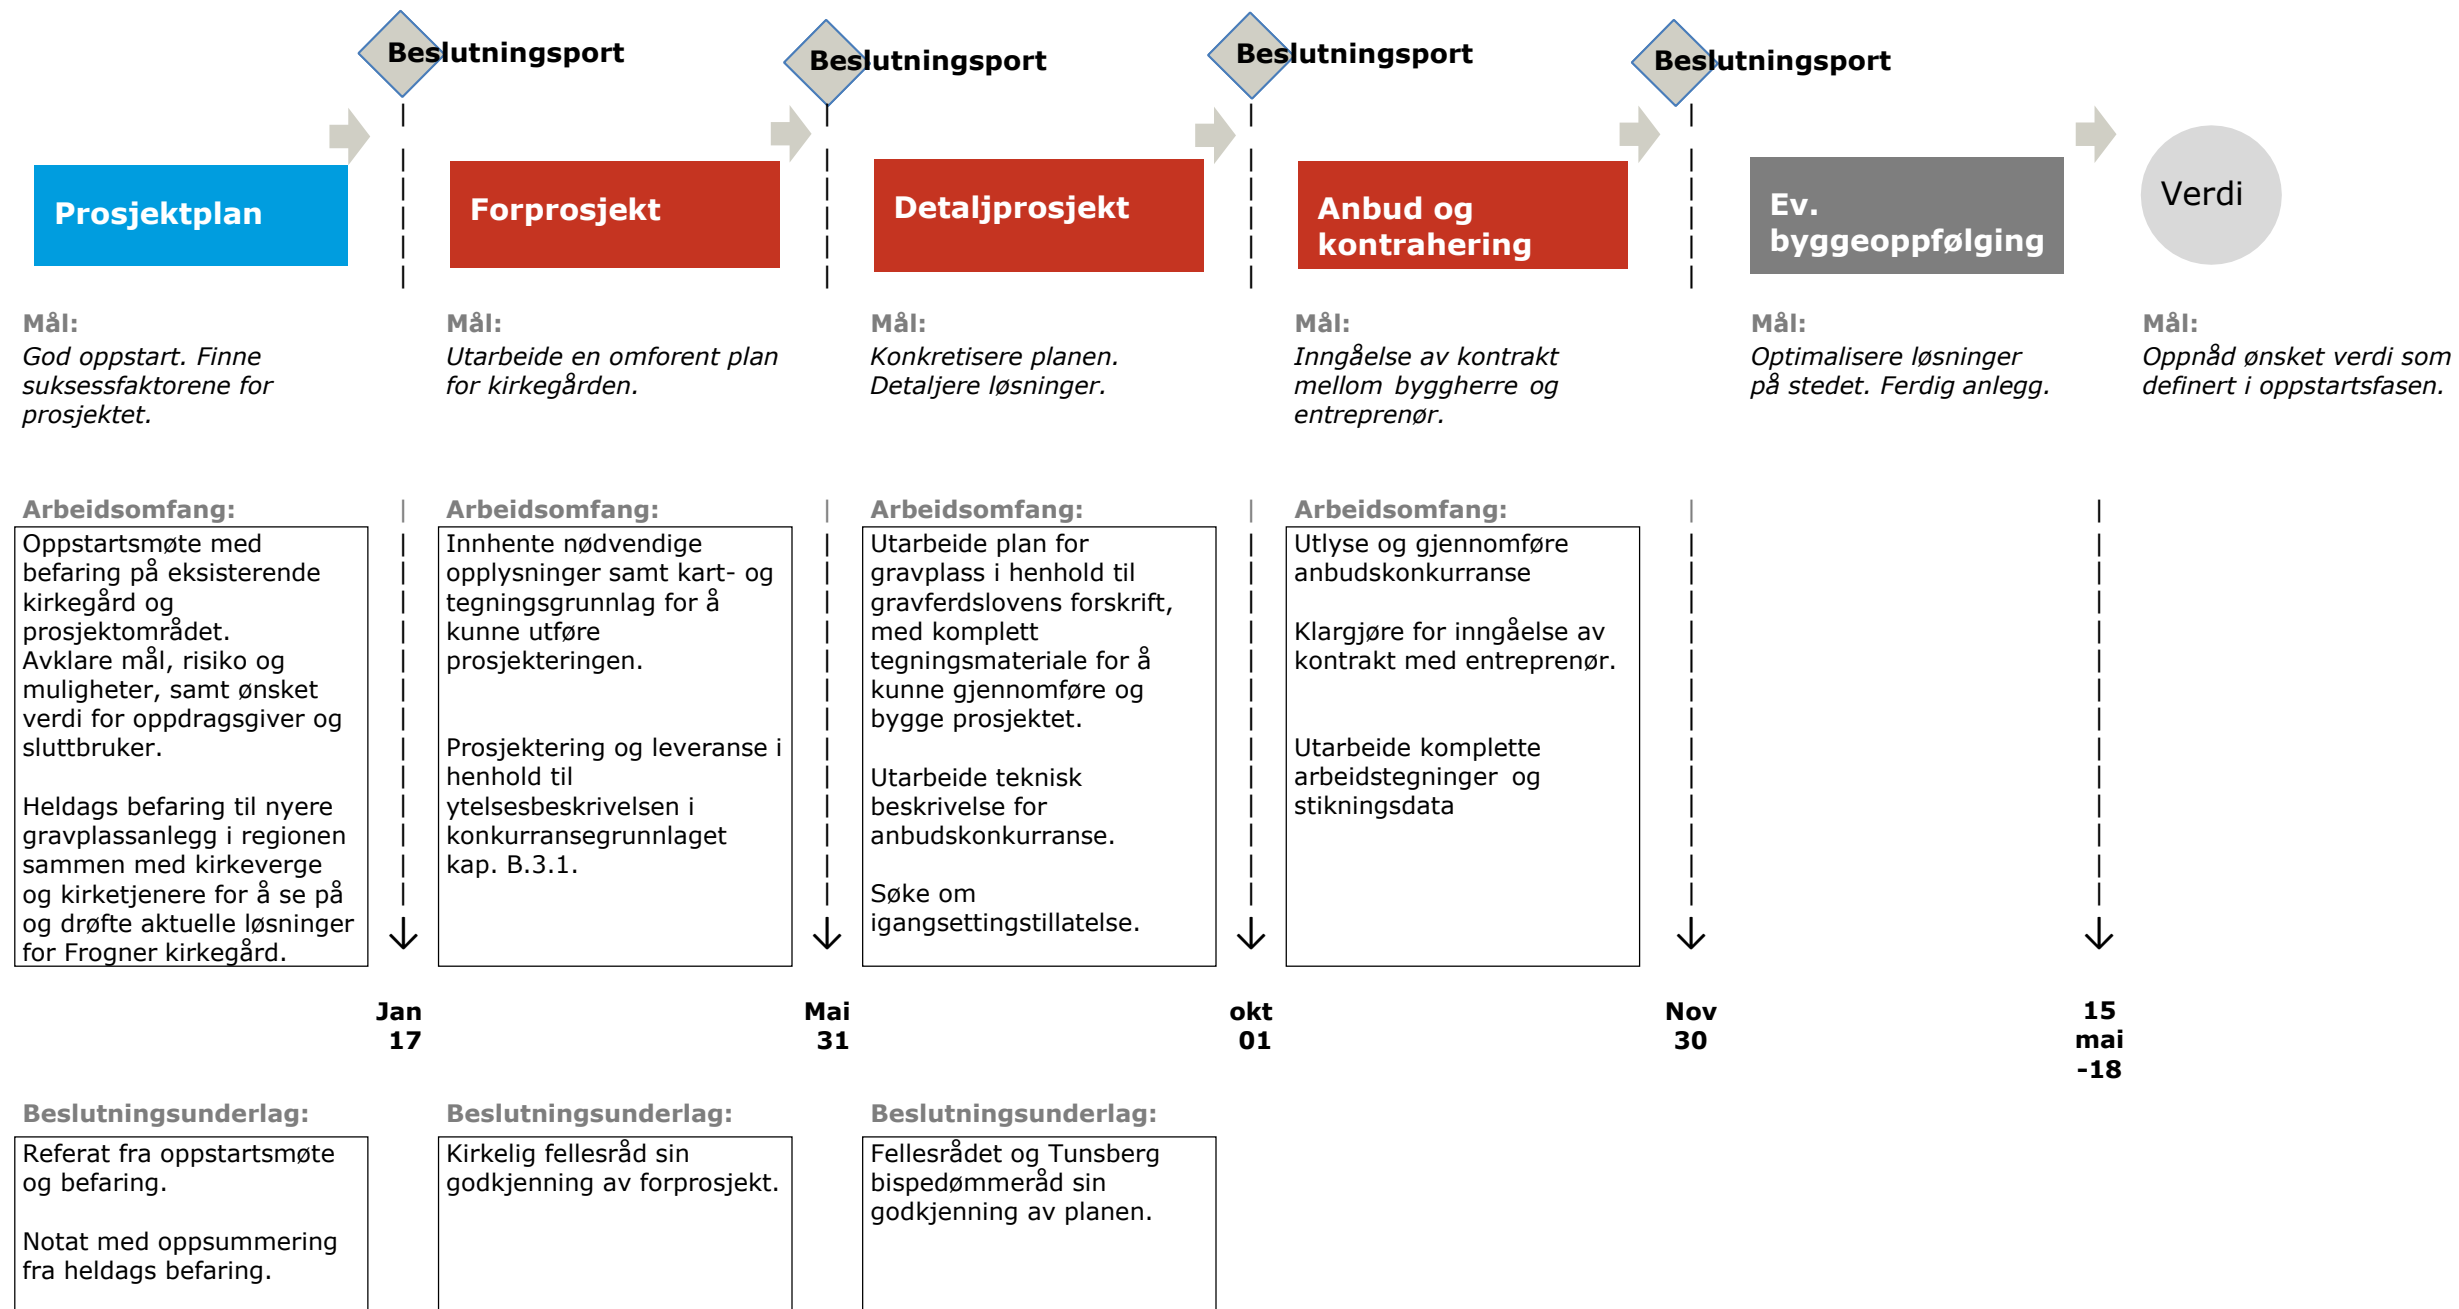 Beslutningsport
Beslutningsport
Beslutningsport
Beslutningsport
Prosjektplan
Forprosjekt
Detaljprosjekt
Anbud og
kontrahering
Ev.
byggeoppfølging
Verdi
Mål:
God oppstart. Finne
suksessfaktorene for
prosjektet.
Mål:
Utarbeide en omforent plan
for kirkegården.
Mål:
Konkretisere planen.
Detaljere løsninger.
Mål:
Inngåelse av kontrakt
mellom byggherre og
entreprenør.
Mål:
Optimalisere løsninger
på stedet. Ferdig anlegg.
Mål:
Oppnåd ønsket verdi som
definert i oppstartsfasen.
Arbeidsomfang:
Oppstartsmøte med
befaring på eksisterende
kirkegård og
prosjektområdet.
Avklare mål, risiko og
muligheter, samt ønsket
verdi for oppdragsgiver og
sluttbruker.
Heldags befaring til nyere
gravplassanlegg i regionen
sammen med kirkeverge
og kirketjenere for å se på
og drøfte aktuelle løsninger
for Frogner kirkegård.
Arbeidsomfang:
Innhente nødvendige
opplysninger samt kart- og
tegningsgrunnlag for å
kunne utføre
prosjekteringen.
Prosjektering og leveranse i
henhold til
ytelsesbeskrivelsen i
konkurransegrunnlaget
kap. B.3.1.
Arbeidsomfang:
Utarbeide plan for
gravplass i henhold til
gravferdslovens forskrift,
med komplett
tegningsmateriale for å
kunne gjennomføre og
bygge prosjektet.
Utarbeide teknisk
beskrivelse for
anbudskonkurranse.
Søke om
igangsettingstillatelse.
Arbeidsomfang:
Utlyse og gjennomføre
anbudskonkurranse
Klargjøre for inngåelse av
kontrakt med entreprenør.
Utarbeide komplette
arbeidstegninger og
stikningsdata
Jan
17
Mai
31
okt
01
Nov
30
15
mai
-18
Beslutningsunderlag:
Referat fra oppstartsmøte
og befaring.
Notat med oppsummering
fra heldags befaring.
Beslutningsunderlag:
Kirkelig fellesråd sin
godkjenning av forprosjekt.
Beslutningsunderlag:
Fellesrådet og Tunsberg
bispedømmeråd sin
godkjenning av planen.